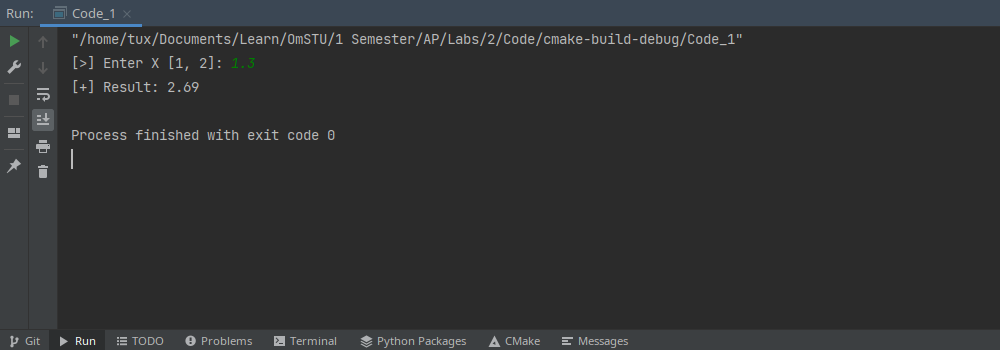 Run: Code_1
"/home/tux/Documents/Learn/OmSTU/1 Semester/AP/Labs/2/Code/cmake-build-debug/Code_1"
[>] Enter X [1, 2]: 1.3
[+] Result: 2.69
Process finished with exit code 0
Git Run TODO Problems Terminal Python Packages CMake Messages